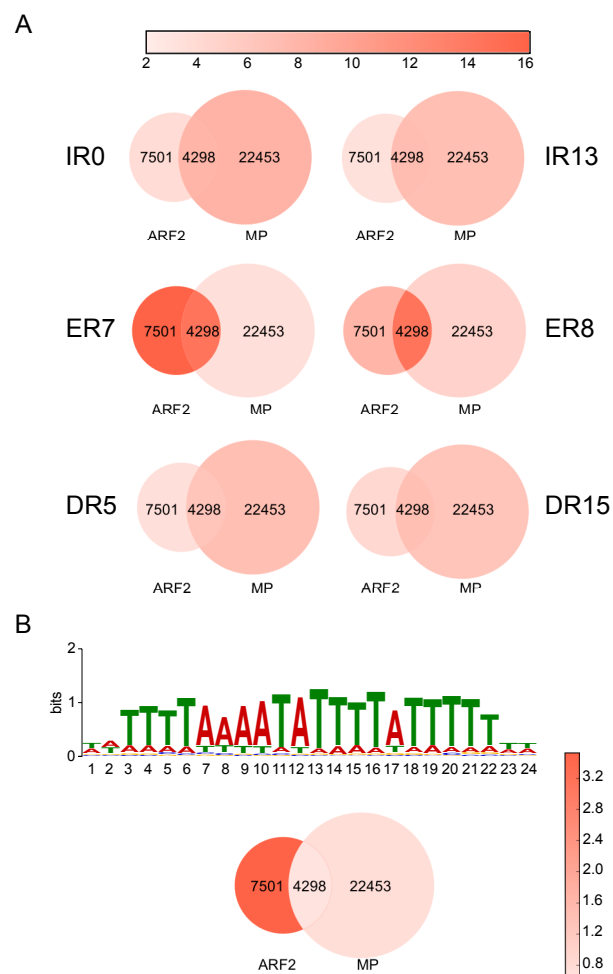 A
2 4 6 8 10 12 14 16
IR0 7501 4298 22453 7501 4298 22453 IR13
ARF2 MP ARF2 MP
ER7 7501 4298 22453 7501 4298 22453 ER8
ARF2 MP ARF2 MP
DR5 7501 4298 22453 7501 4298 22453 DR15
ARF2 MP ARF2 MP
B
2
bits
1
TTTTAAAATATTTTATTTTT
0
1 2 3 4 5 6 7 8 9 10 11 12 13 14 15 16 17 18 19 20 21 22 23 24
3.2
2.8
2.4
2.0
1.6
1.2
0.8
7501 4298 22453
ARF2 MP